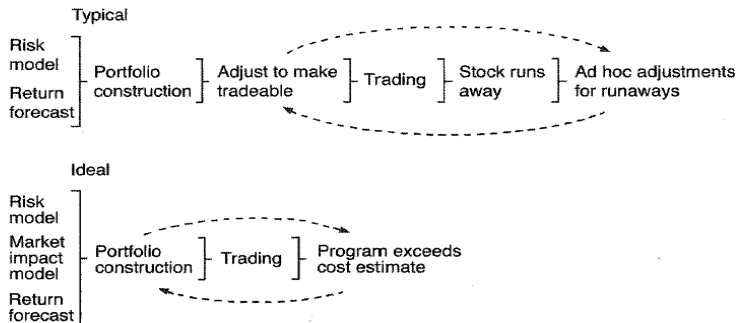 Typical
Risk
model
Return
forecast
Portfolio
construction
Adjust to make
tradeable
Trading
Stock runs
away
Ad hoc adjustments
for runaways
Ideal
Risk
model
Market
impact
model
Return
forecast
Portfolio
construction
Trading
Program exceeds
cost estimate